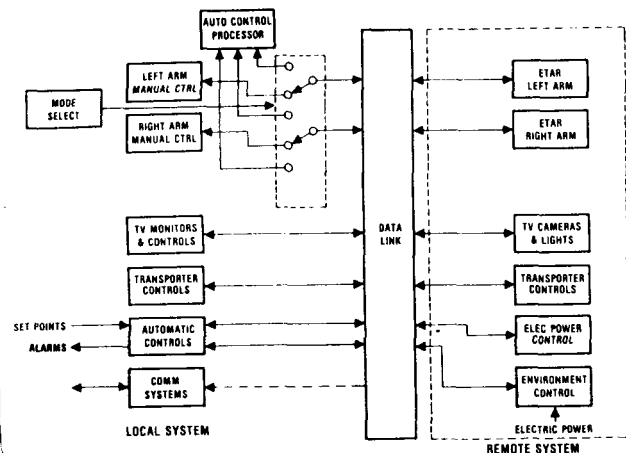 AUTO CONTROL
PROCESSOR
LEFT ARM
MANUAL CTRL
MODE
SELECT
RIGHT ARM
MANUAL CTRL
TV MONITORS
& CONTROLS
TRANSPORTER
CONTROLS
SET POINTS
ALARMS
AUTOMATIC
CONTROLS
COMM
SYSTEMS
LOCAL SYSTEM
DATA
LINK
ETAR
LEFT ARM
ETAR
RIGHT ARM
TV CAMERAS
& LIGHTS
TRANSPORTER
CONTROLS
ELEC POWER
CONTROL
ENVIRONMENT
CONTROL
ELECTRIC POWER
REMOTE SYSTEM